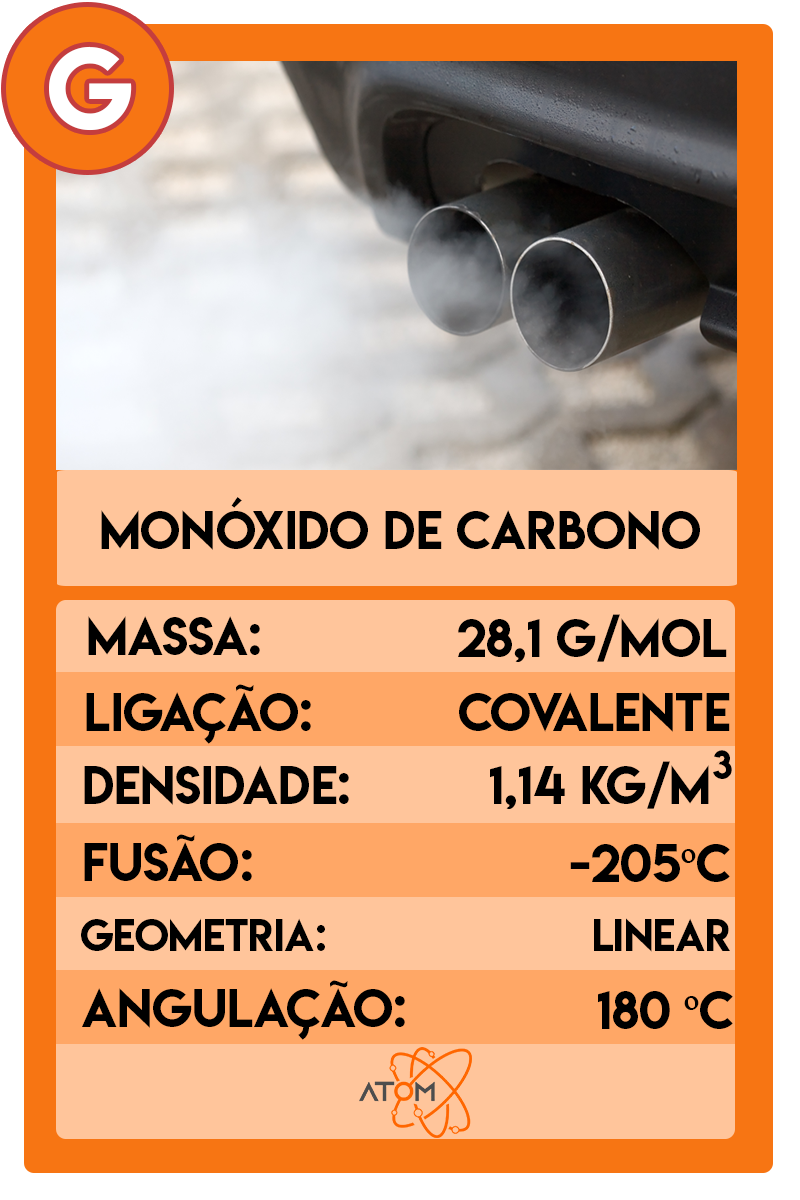 G
MONÓXIDO DE CARBONO
MASSA: 28,1 G/MOL
LIGAÇÃO: COVALENTE
DENSIDADE: 1,14 KG/M³
FUSÃO: -205ºC
GEOMETRIA: LINEAR
ANGULAÇÃO: 180 ºC
ATOM